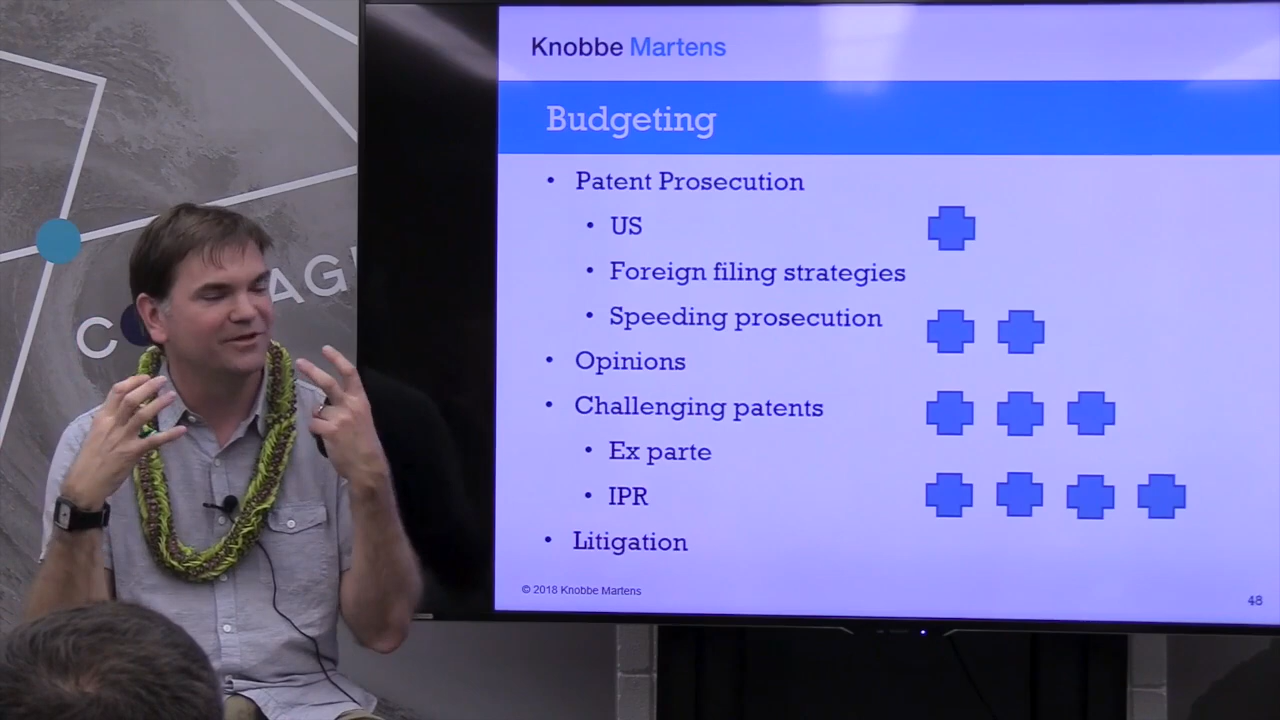 Knobbe Martens
Budgeting
• Patent Prosecution
• US
• Foreign filing strategies
• Speeding prosecution
• Opinions
• Challenging patents
• Ex parte
• IPR
• Litigation
© 2018 Knobbe Martens
48